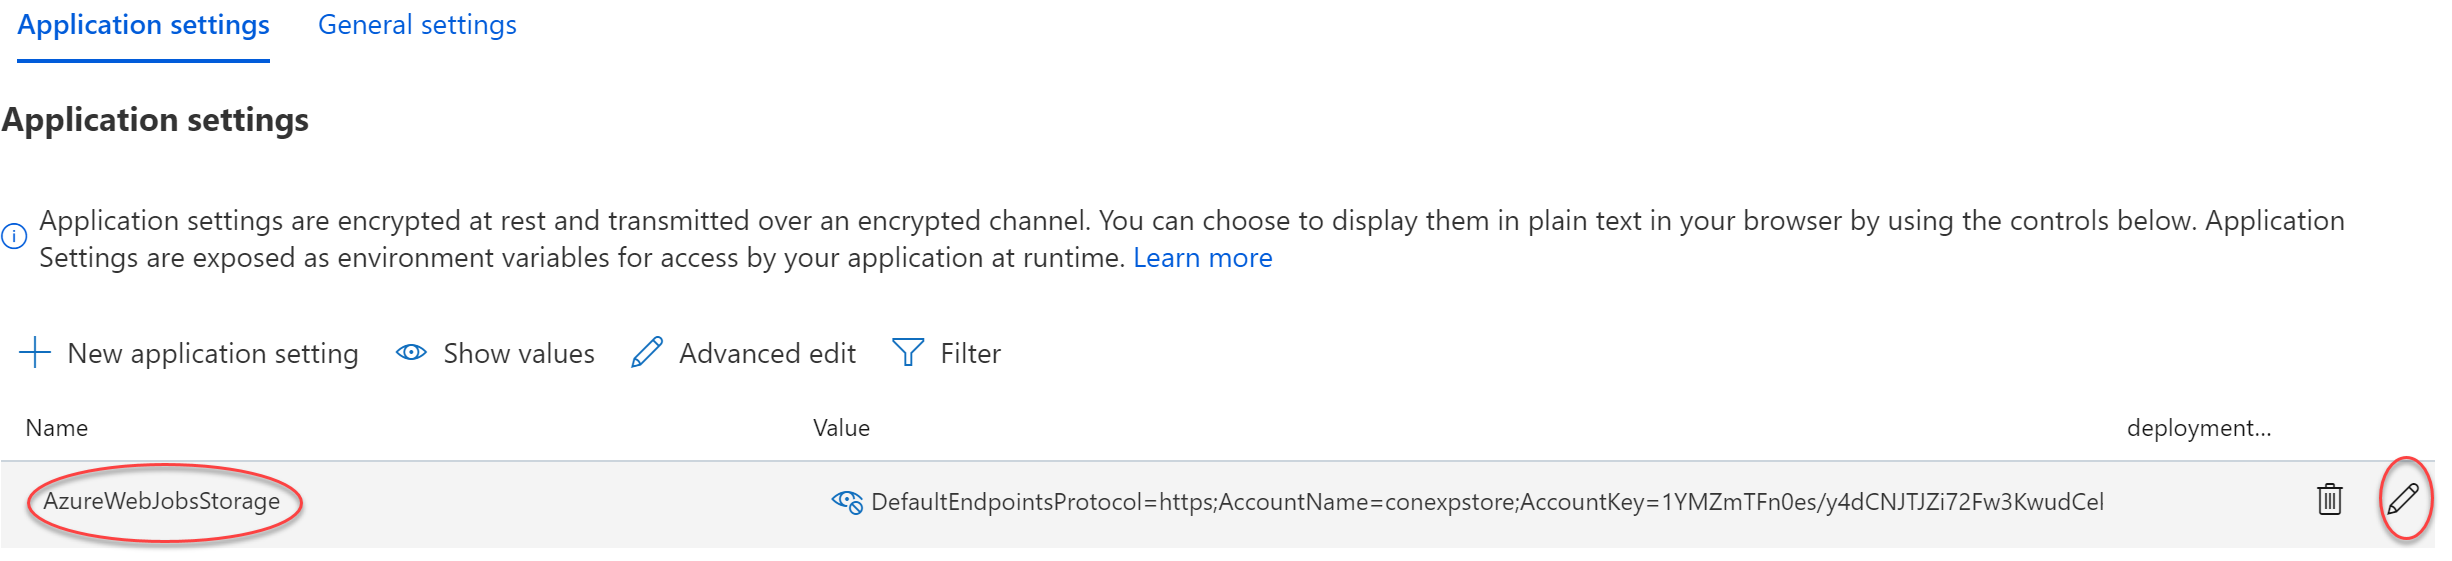 Application settings General settings
Application settings
Application settings are encrypted at rest and transmitted over an encrypted channel. You can choose to display them in plain text in your browser by using the controls below. Application
Settings are exposed as environment variables for access by your application at runtime. Learn more
New application setting Show values Advanced edit Filter
Name Value deployment...
AzureWebJobsStorage DefaultEndpointsProtocol=https;AccountName=conexpstore;AccountKey=1YMZmTFn0es/y4dCNJTJZi72Fw3KwudCel